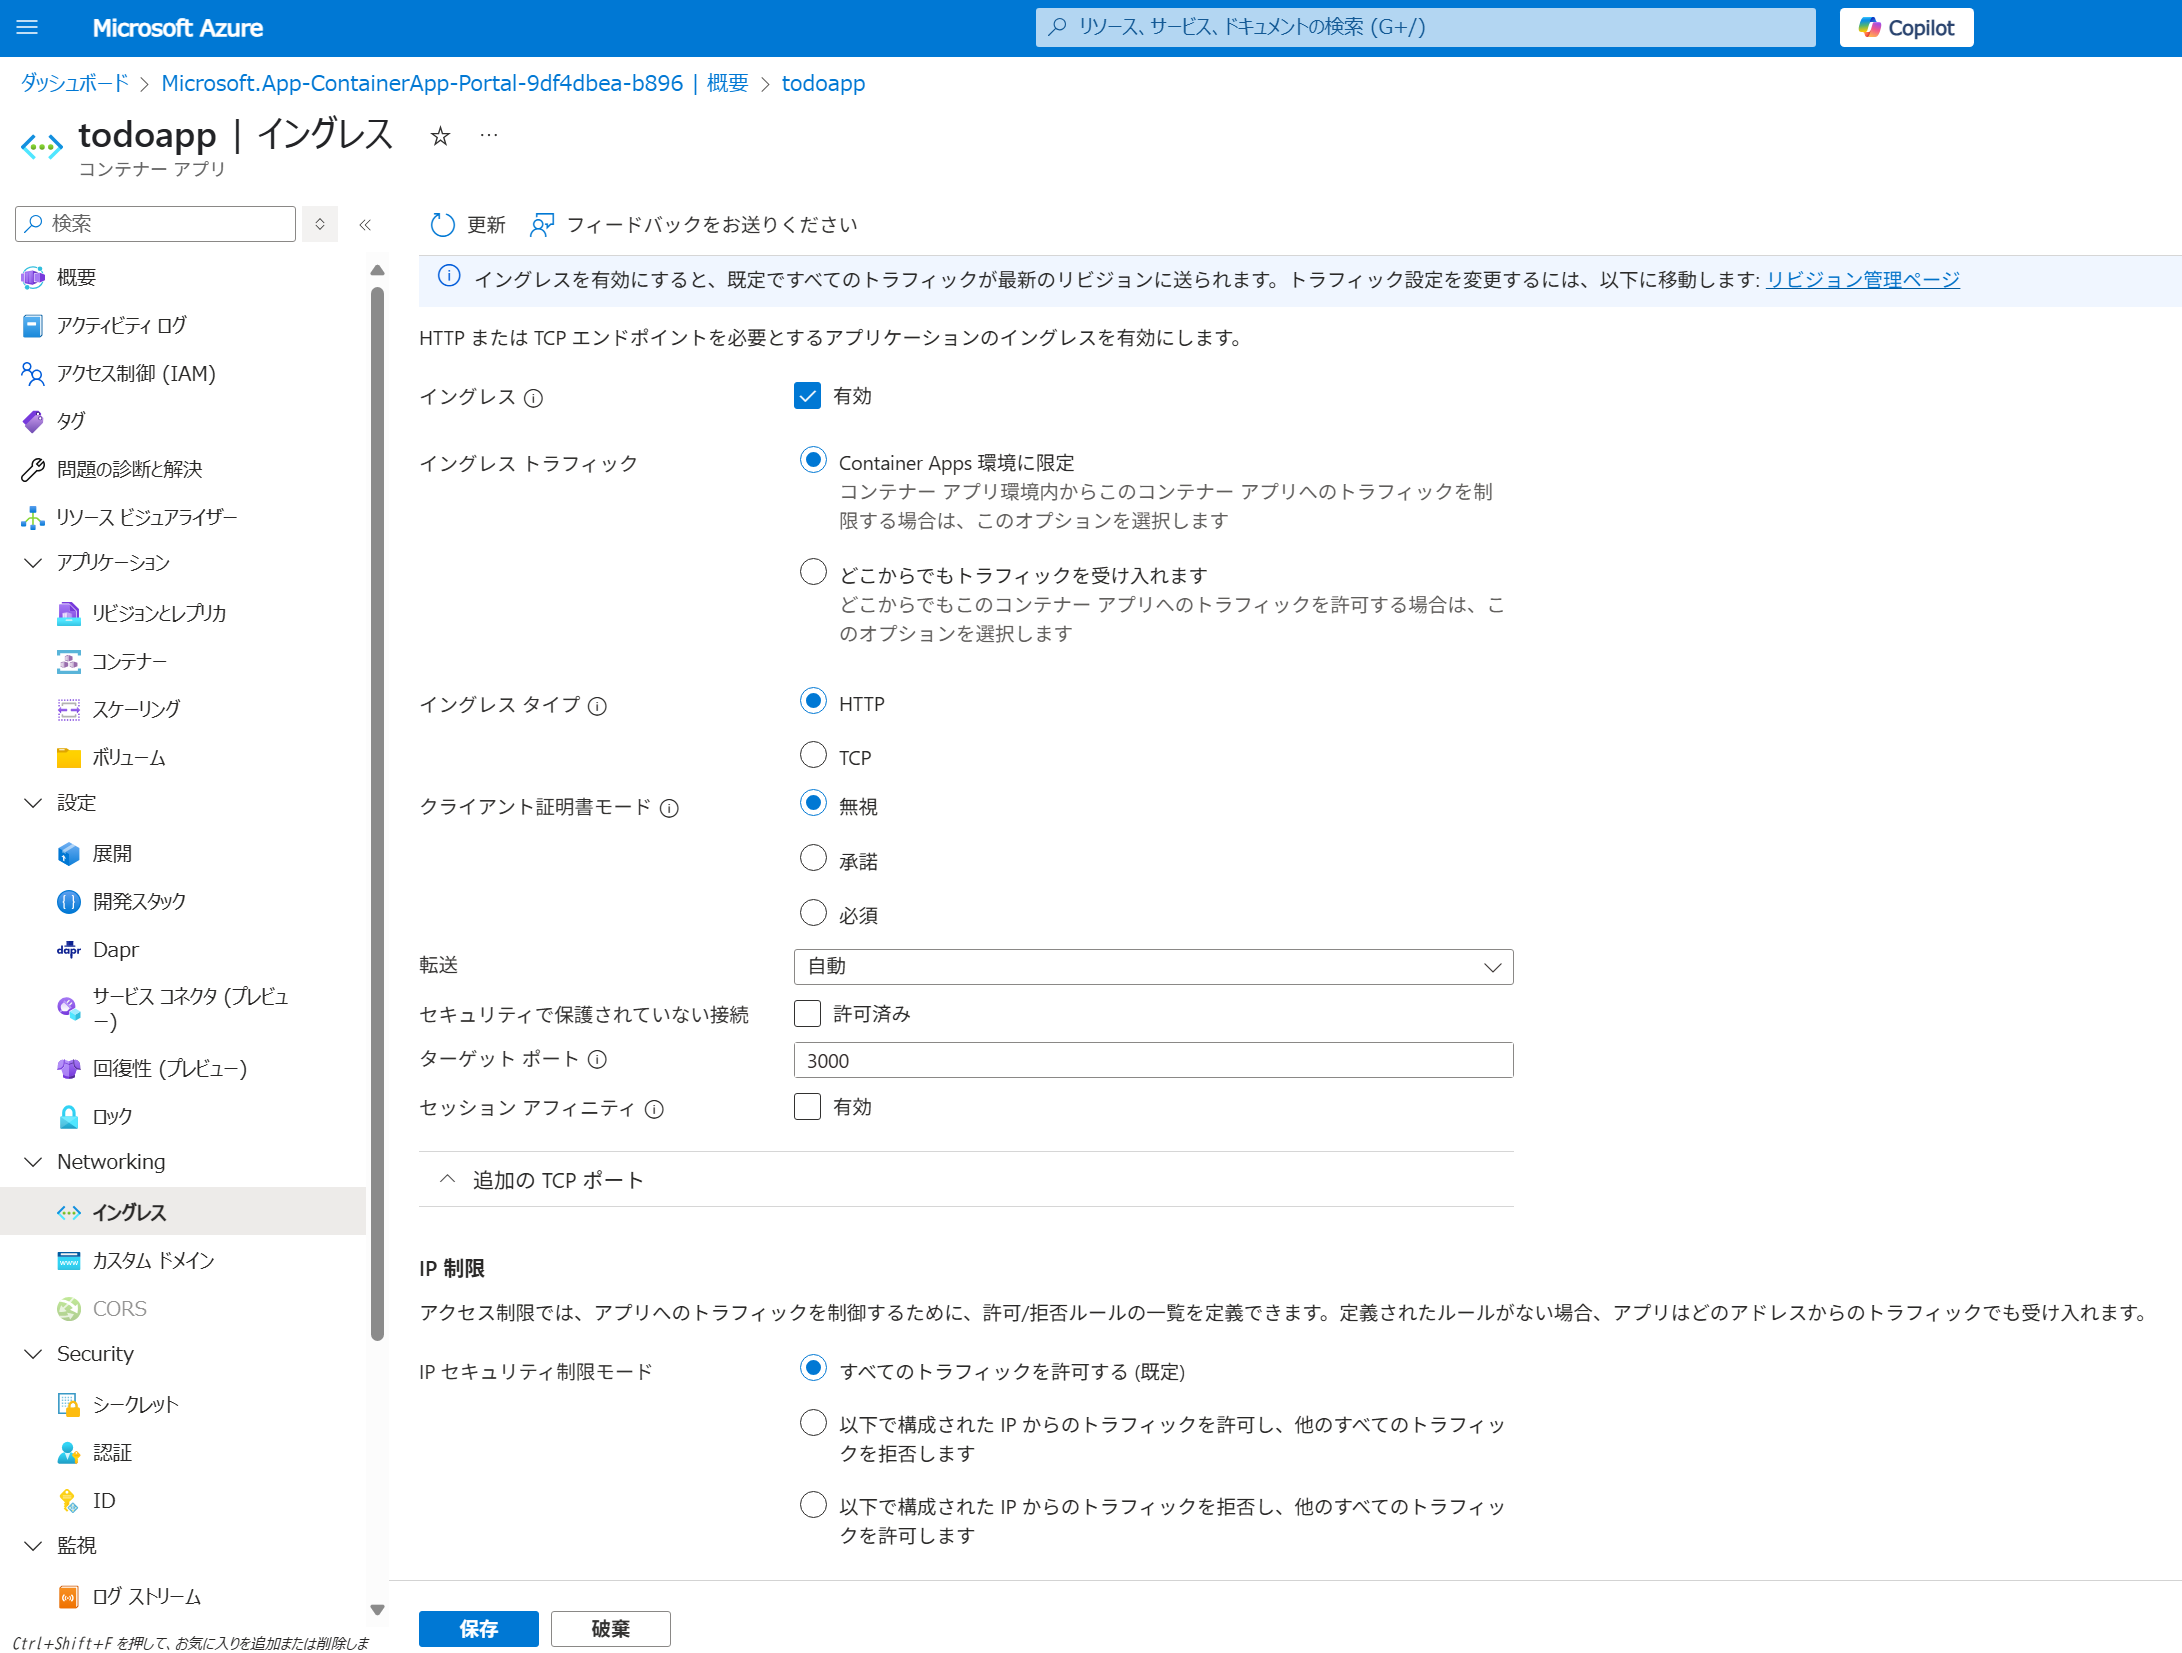 Microsoft Azure
リソース、サービス、ドキュメントの検索 (G+/)
Copilot
ダッシュボード > Microsoft.App-ContainerApp-Portal-9df4dbea-b896 | 概要 > todoapp
todoapp | イングレス
コンテナー アプリ
検索
概要
アクティビティ ログ
アクセス制御 (IAM)
タグ
問題の診断と解決
リソース ビジュアライザー
アプリケーション
リビジョンとレプリカ
コンテナー
スケーリング
ボリューム
設定
展開
開発スタック
Dapr
サービス コネクタ (プレビュ
ー)
回復性 (プレビュー)
ロック
Networking
イングレス
カスタム ドメイン
CORS
Security
シークレット
認証
ID
監視
ログ ストリーム
Ctrl+Shift+F を押して、お気に入りを追加または削除しま
更新
フィードバックをお送りください
イングレスを有効にすると、既定ですべてのトラフィックが最新のリビジョンに送られます。トラフィック設定を変更するには、以下に移動します: リビジョン管理ページ
HTTP または TCP エンドポイントを必要とするアプリケーションのイングレスを有効にします。
イングレス
有効
イングレス トラフィック
Container Apps 環境に限定
コンテナー アプリ環境内からこのコンテナー アプリへのトラフィックを制
限する場合は、このオプションを選択します
どこからでもトラフィックを受け入れます
どこからでもこのコンテナー アプリへのトラフィックを許可する場合は、こ
のオプションを選択します
イングレス タイプ
HTTP
TCP
クライアント証明書モード
無視
承諾
必須
転送
自動
セキュリティで保護されていない接続
許可済み
ターゲット ポート
3000
セッション アフィニティ
有効
追加の TCP ポート
IP 制限
アクセス制限では、アプリへのトラフィックを制御するために、許可/拒否ルールの一覧を定義できます。定義されたルールがない場合、アプリはどのアドレスからのトラフィックでも受け入れます。
IP セキュリティ制限モード
すべてのトラフィックを許可する (既定)
以下で構成された IP からのトラフィックを許可し、他のすべてのトラフィッ
クを拒否します
以下で構成された IP からのトラフィックを拒否し、他のすべてのトラフィッ
クを許可します
保存
破棄